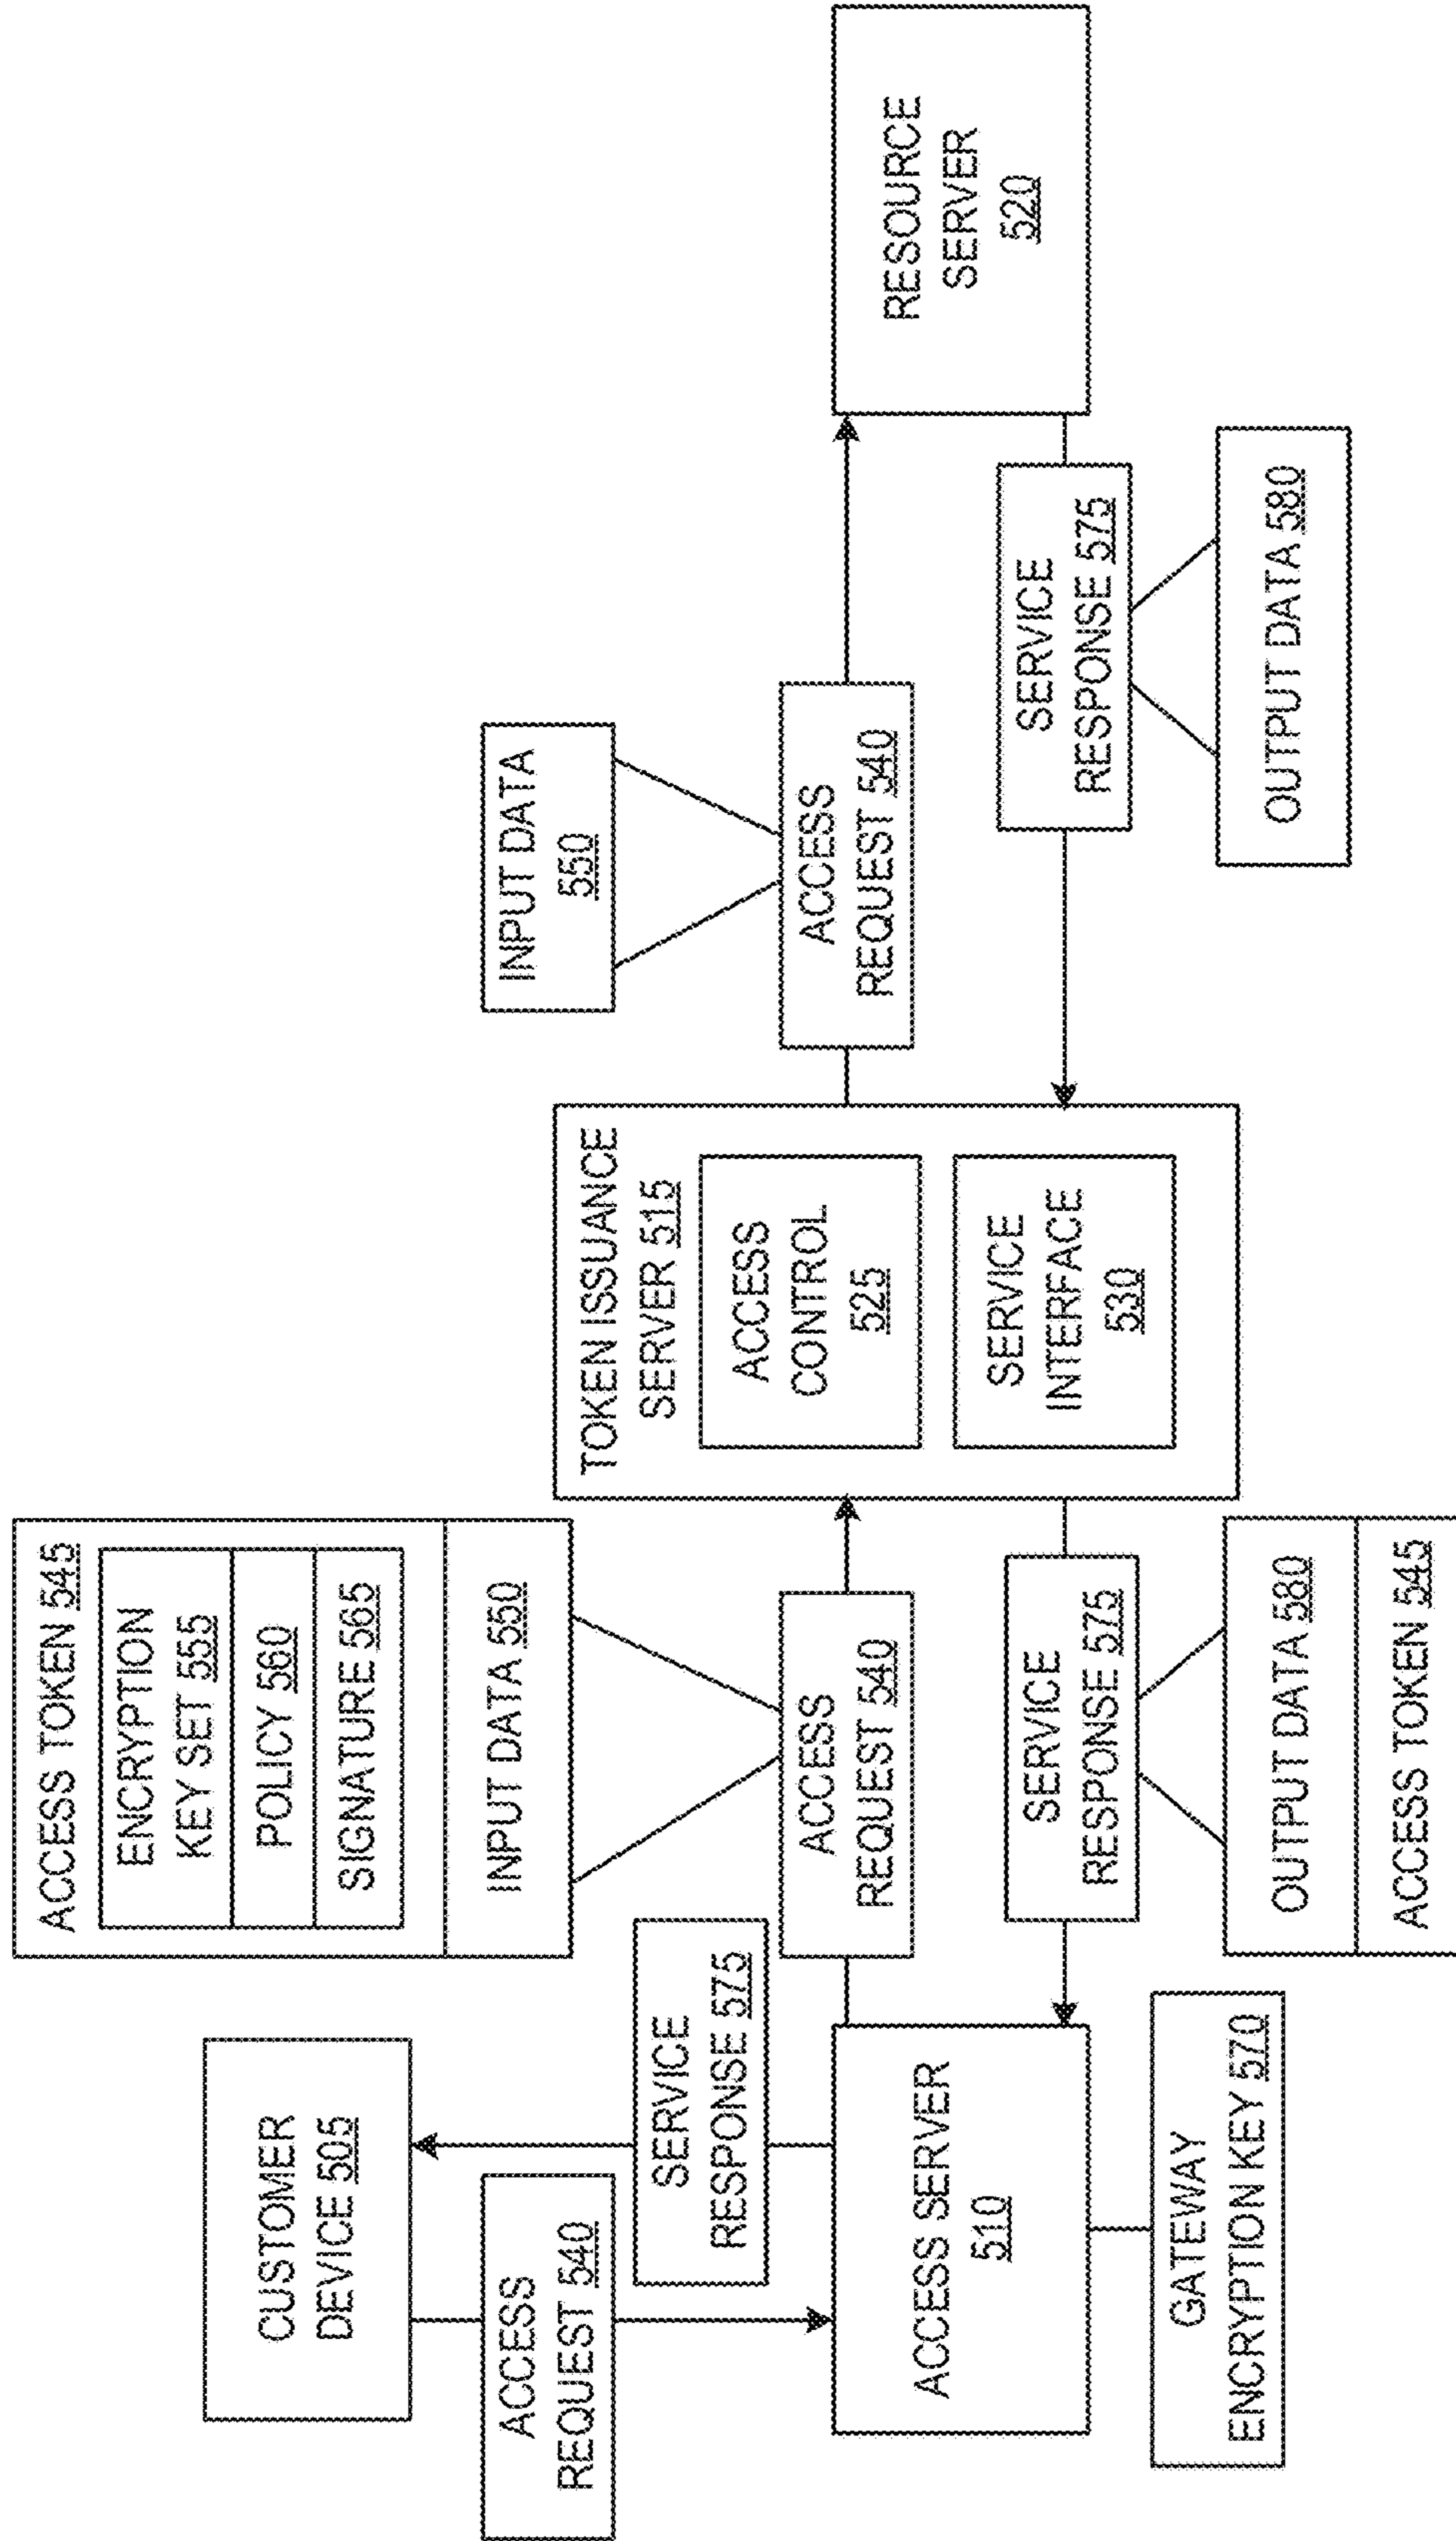 CUSTOMER
DEVICE 505
ACCESS
REQUEST 540
SERVICE
RESPONSE 575
ACCESS SERVER
510
GATEWAY
ENCRYPTION KEY 570
ACCESS TOKEN 545
ENCRYPTION
KEY SET 555
POLICY 560
SIGNATURE 565
INPUT DATA 550
ACCESS
REQUEST 540
SERVICE
RESPONSE 575
OUTPUT DATA 580
ACCESS TOKEN 545
TOKEN ISSUANCE
SERVER 515
ACCESS
CONTROL
525
SERVICE
INTERFACE
530
INPUT DATA
550
ACCESS
REQUEST 540
SERVICE
RESPONSE 575
OUTPUT DATA 580
RESOURCE
SERVER
520